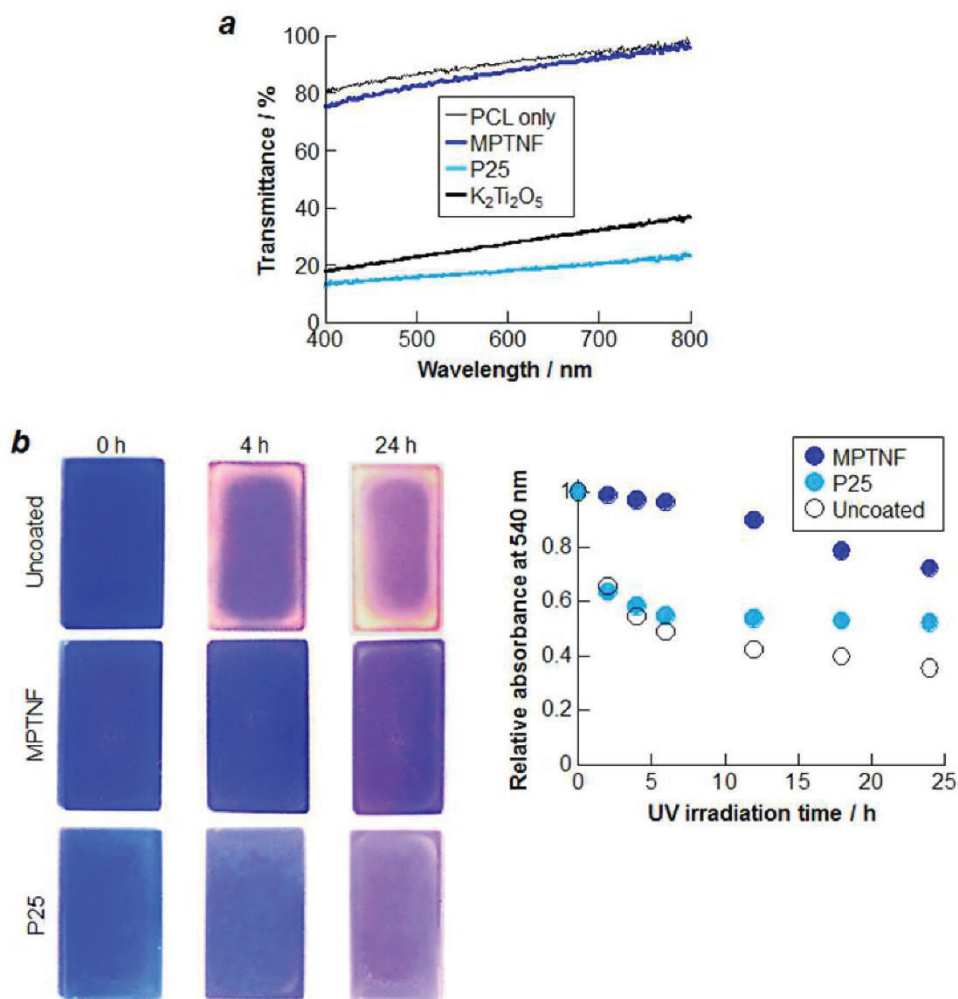 a
100
80
60
40
20
0
Transmittance / %
PCL only
MPTNF
P25
K₂Ti₂O₅
400 500 600 700 800
Wavelength / nm
b
0 h 4 h 24 h
Uncoated
MPTNF
P25
MPTNF
P25
Uncoated
1
0.8
0.6
0.4
0.2
0
Relative absorbance at 540 nm
0 5 10 15 20 25
UV irradiation time / h